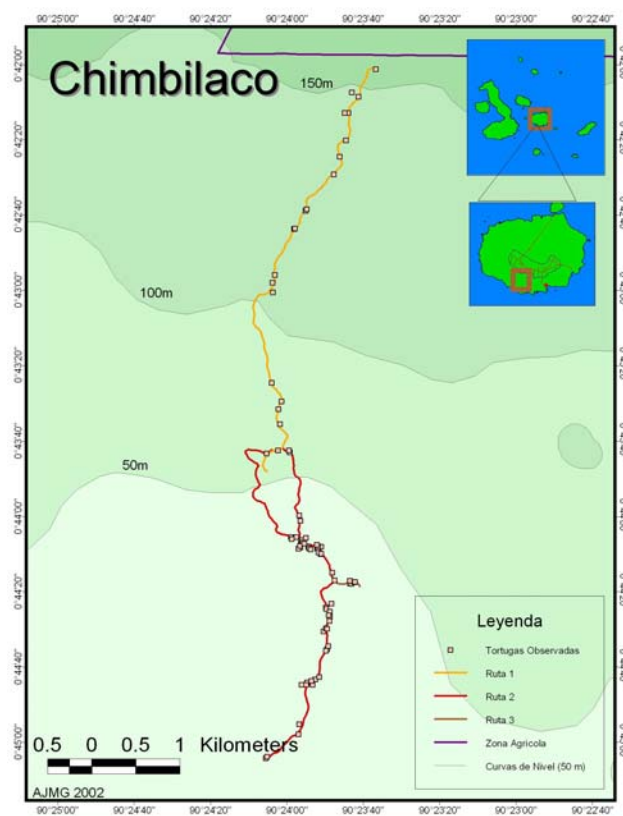 90°25'00" 90°24'40" 90°24'20" 90°24'00" 90°23'40" 90°23'20" 90°23'00" 90°22'40"
Chimbilaco
150m
100m
50m
0°42'00"
0°42'20"
0°42'40"
0°43'00"
0°43'20"
0°43'40"
0°44'00"
0°44'20"
0°44'40"
0°45'00"
Leyenda
Tortugas Observadas
Ruta 1
Ruta 2
Ruta 3
Zona Agricola
Curvas de Nivel (50 m)
0.5 0 0.5 1 Kilometers
AJMG 2002
90°25'00" 90°24'40" 90°24'20" 90°24'00" 90°23'40" 90°23'20" 90°23'00" 90°22'40"